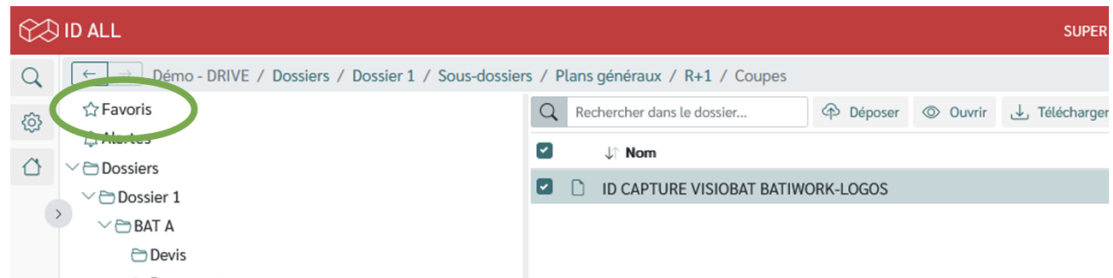 ID ALL
SUPER
Démo - DRIVE / Dossiers / Dossier 1 / Sous-dossiers / Plans généraux / R+1 / Coupes
Favoris
Rechercher dans le dossier...
Déposer
Ouvrir
Télécharger
Alertes
Nom
Dossiers
ID CAPTURE VISIOBAT BATIWORK-LOGOS
Dossier 1
BAT A
Devis